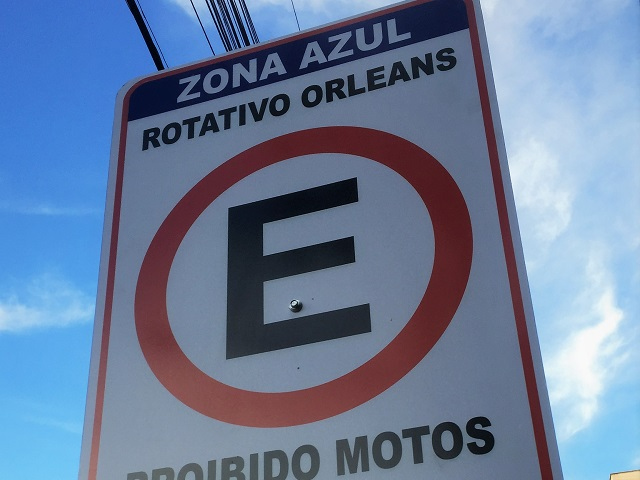 ZONA AZUL
ROTATIVO ORLEANS
E
PROIBIDO MOTOS